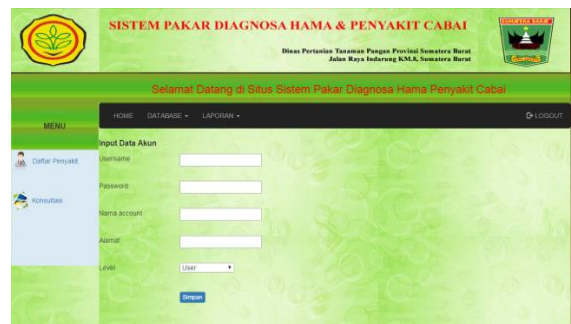 SISTEM PAKAR DIAGNOSA HAMA & PENYAKIT CABAI
SUMATERA BARAT
Dinas Pertanian Tanaman Pangan Provinsi Sumatera Barat
Jalan Raya Indarung KM.8, Sumatera Barat
Selamat Datang di Situs Sistem Pakar Diagnosa Hama Penyakit Cabai
MENU
HOME DATABASE LAPORAN LOGOUT
Daftar Penyakit
Konsultasi
Input Data Akun
Username
Password
Nama account
Alamat
Level User
Simpan